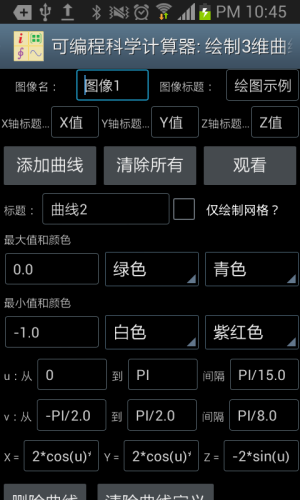 PM 10:45
可编程科学计算器: 绘制3维曲
图像名： 图像1 图像标题： 绘图示例
X轴标题... X值 Y轴标题... Y值 Z轴标题... Z值
添加曲线 清除所有 观看
标题： 曲线2 仅绘制网格？
最大值和颜色
0.0 绿色 青色
最小值和颜色
-1.0 白色 紫红色
u：从 0 到 PI 间隔 PI/15.0
v：从 -PI/2.0 到 PI/2.0 间隔 PI/8.0
X = 2*cos(u)* Y = 2*cos(u)* Z = -2*sin(u)
删除曲线 清除曲线定义